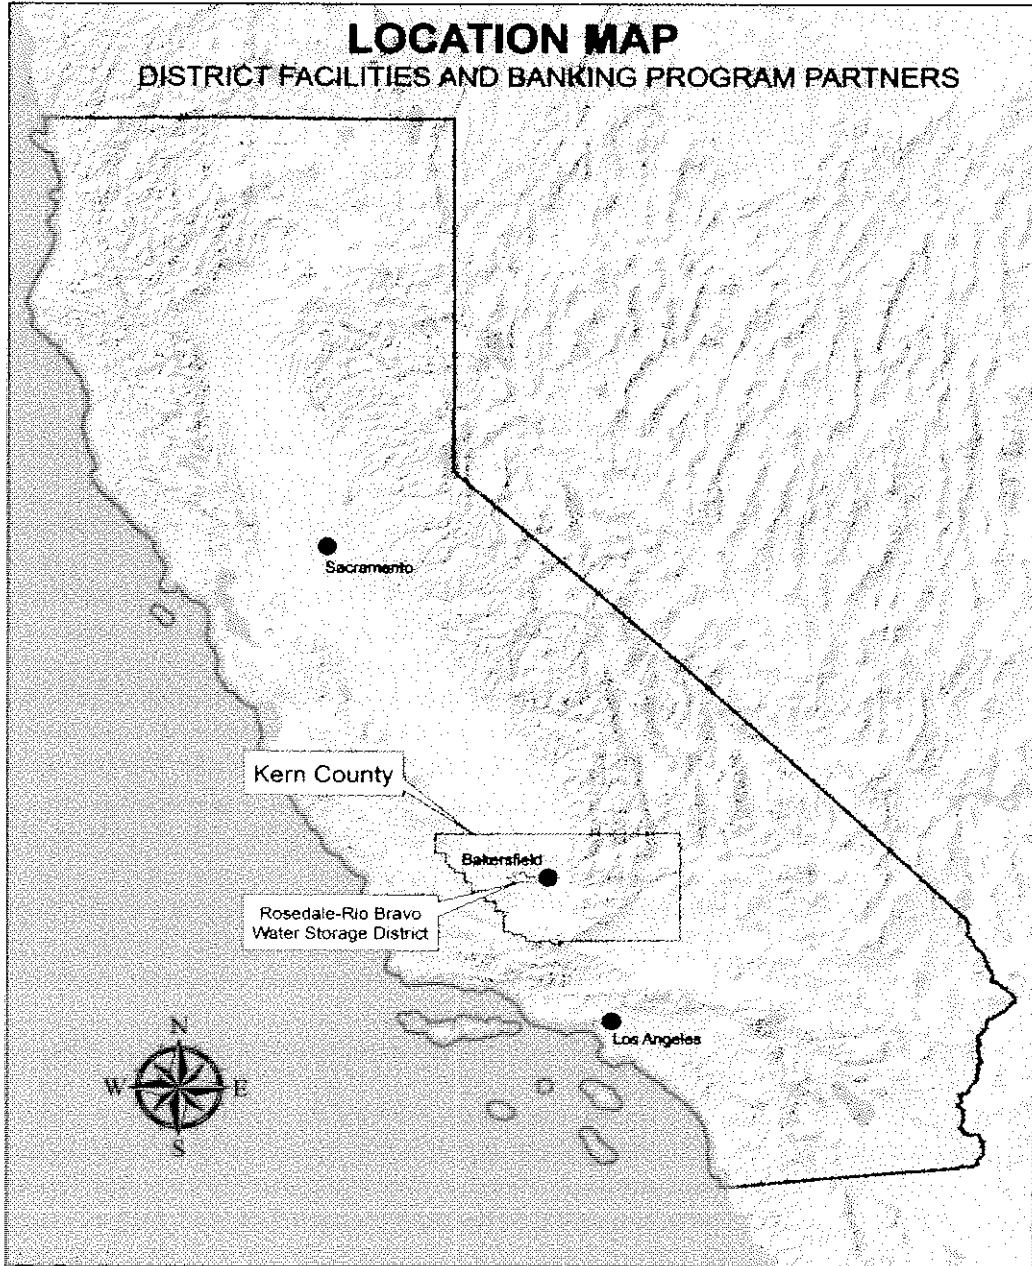 LOCATION MAP
DISTRICT FACILITIES AND BANKING PROGRAM PARTNERS
Sacramento
Kern County
Bakersfield
Rosedale-Rio Bravo
Water Storage District
Los Angeles
N
W
E
S